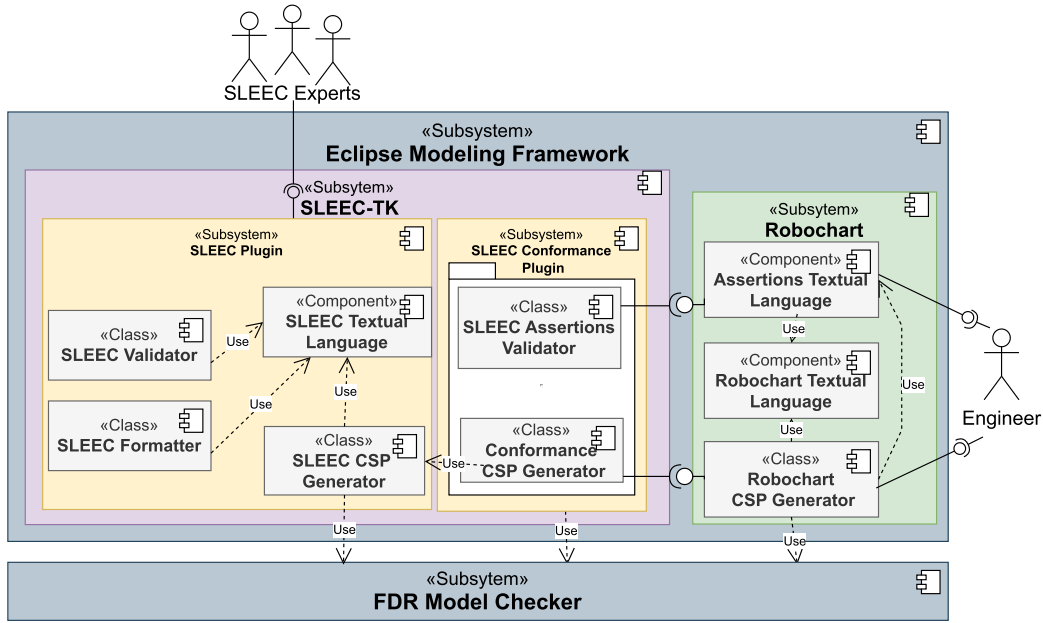 SLEEC Experts
«Subsystem»
Eclipse Modeling Framework
«Subsytem»
SLEEC-TK
«Subsystem»
SLEEC Plugin
«Subsytem»
SLEEC Conformance
Plugin
«Subsytem»
Robochart
«Component»
SLEEC Textual
Language
«Class»
SLEEC Validator
Use
«Class»
SLEEC Formatter
Use
Use
«Class»
SLEEC CSP
Generator
«Class»
SLEEC Assertions
Validator
«Class»
Conformance
CSP Generator
Use
«Component»
Assertions Textual
Language
Use
«Component»
Robochart Textual
Language
Use
Use
«Class»
Robochart
CSP Generator
Engineer
Use
Use
Use
«Subsytem»
FDR Model Checker